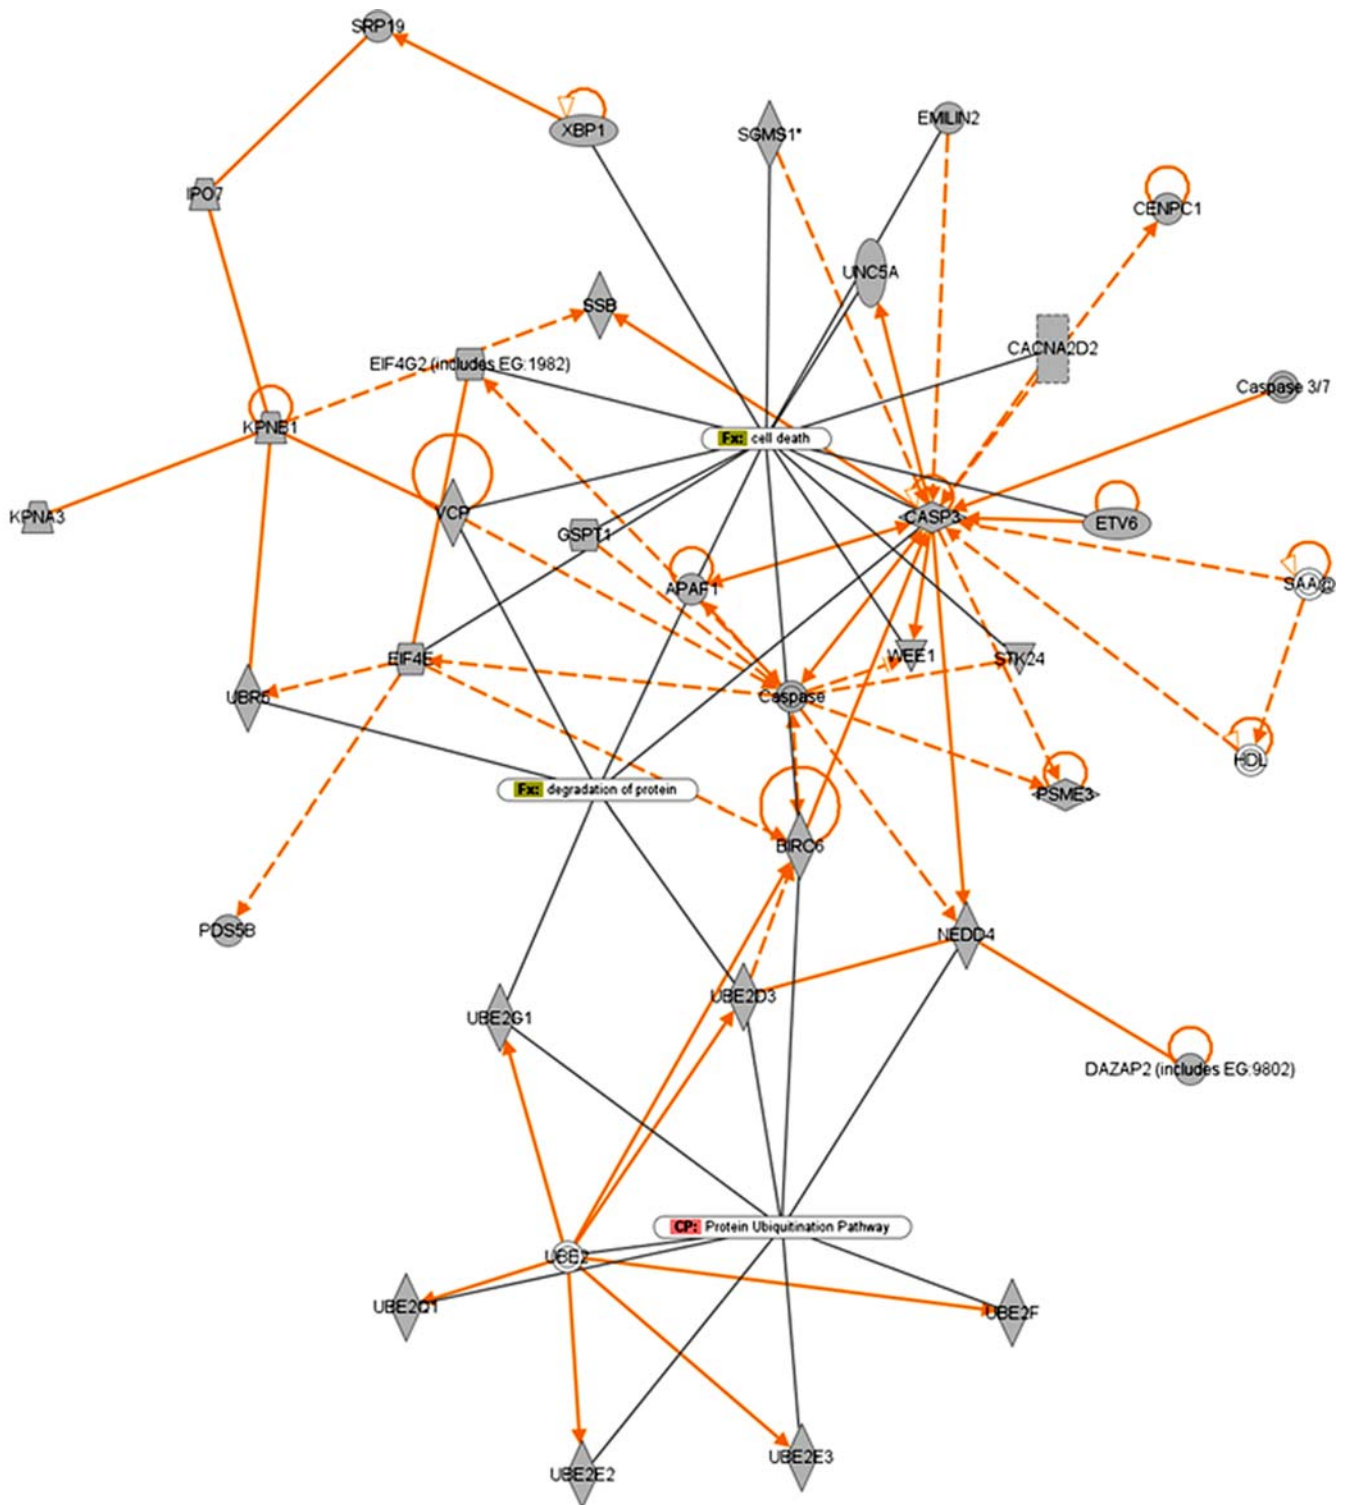 SRP19
XBP1
SGMS1*
EMILIN2
IPO7
CENPC1
UNC5A
SSB
CACNA2D2
EIF4G2 (includes EG:1982)
Caspase 3/7
KPNB1
Fx: cell death
KPNA3
VCP
GSPT1
CASP3
ETV6
APAF1
SAA@
EIF4E
WEE1
STK24
UBR5
Caspase
HDL
Fx: degradation of protein
PSME3
BIRC6
PDS5B
NEDD4
UBE2D3
UBE2G1
DAZAP2 (includes EG:9802)
CP: Protein Ubiquitination Pathway
UBE2
UBE2Q1
UBE2F
UBE2E3
UBE2E2